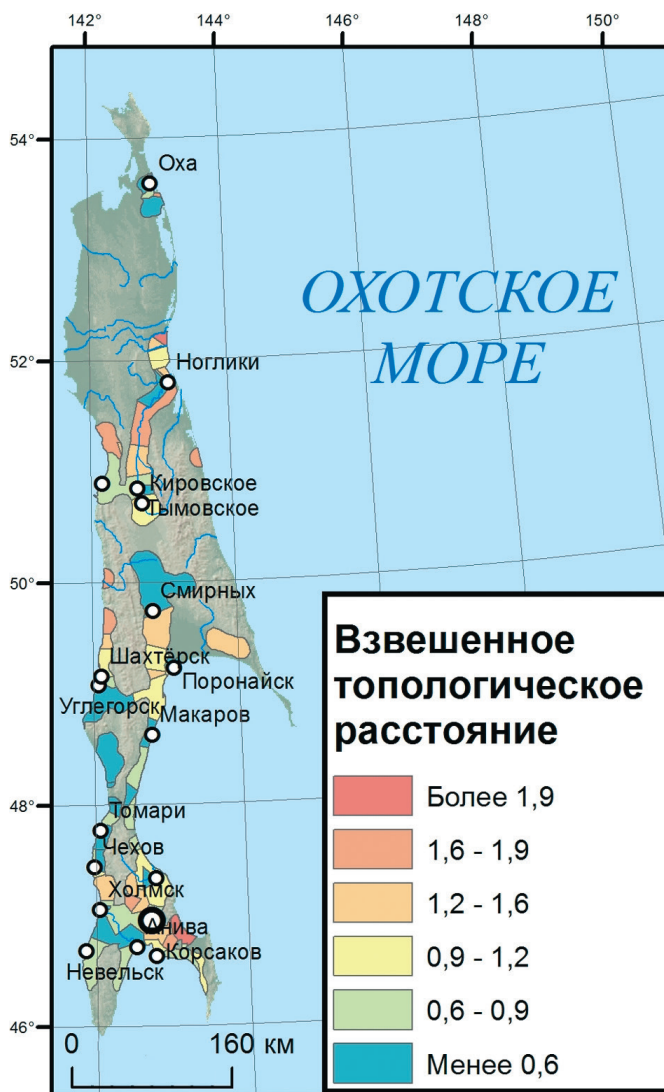 142° 144° 146° 148° 150°
54°
Оха
ОХОТСКОЕ
МОРЕ
52°
Ноглики
Кировское
Тымовское
50°
Смирных
Шахтёрск
Поронайск
Углегорск
Макаров
48°
Томари
Чехов
Холмск
Анива
Корсаков
Невельск
46°
0 160 км
Взвешенное
топологическое
расстояние
Более 1,9
1,6 - 1,9
1,2 - 1,6
0,9 - 1,2
0,6 - 0,9
Менее 0,6